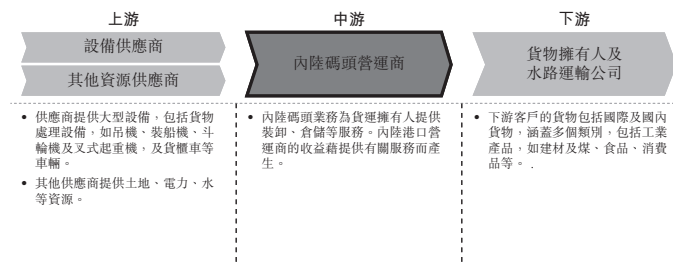 上游
中游
下游
設備供應商
其他資源供應商
內陸碼頭營運商
貨物擁有人及
水路運輸公司
• 供應商提供大型設備，包括貨物
處理設備，如吊機、裝船機、斗
輪機及叉式起重機，及貨櫃車等
車輛。
• 其他供應商提供土地、電力、水
等資源。
• 內陸碼頭業務為貨運擁有人提供
裝卸、倉儲等服務。內陸港口營
運商的收益藉提供有關服務而產
生。
• 下游客戶的貨物包括國際及國內
貨物，涵蓋多個類別，包括工業
產品，如建材及煤、食品、消費
品等。.